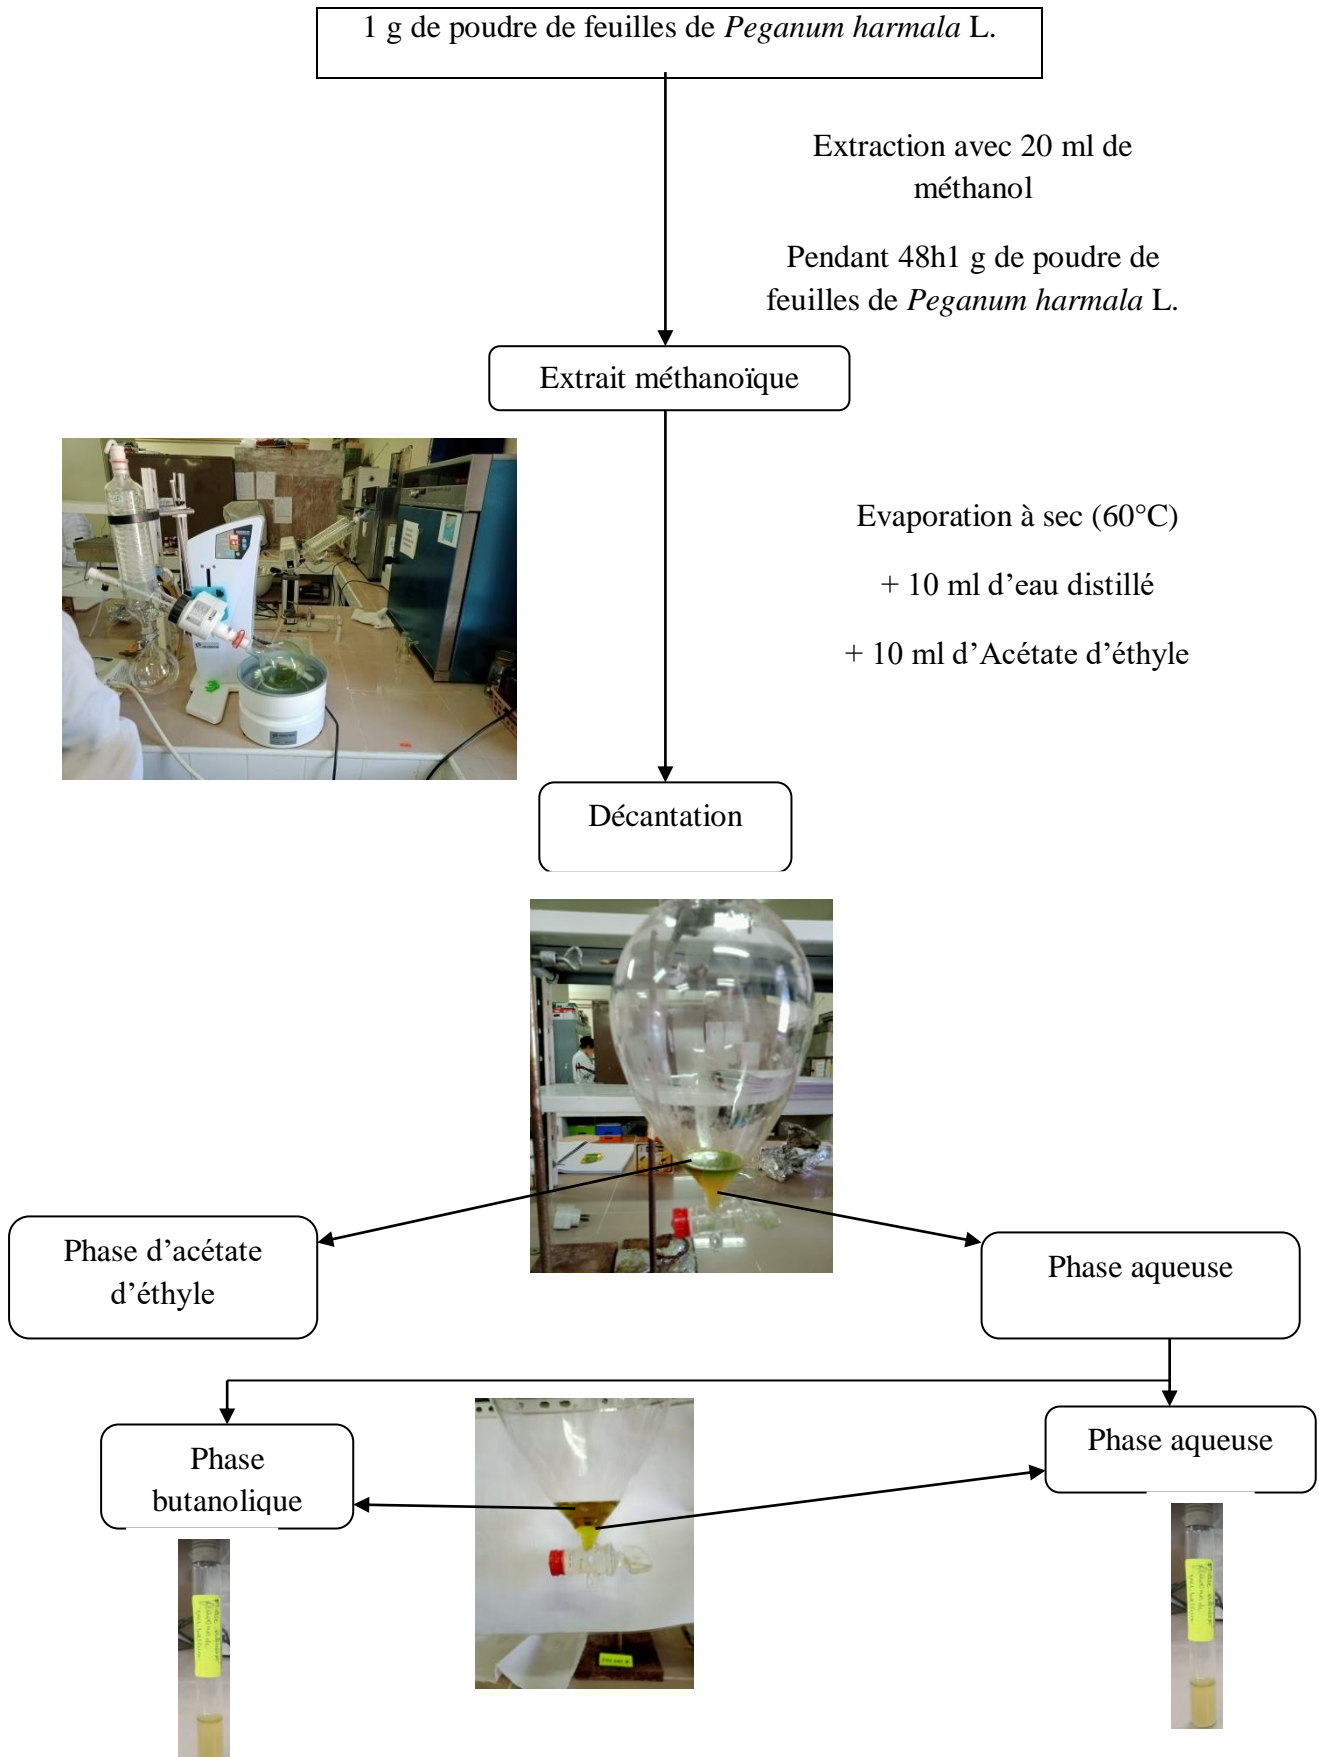 1 g de poudre de feuilles de Peganum harmala L.
Extraction avec 20 ml de
méthanol
Pendant 48h1 g de poudre de
feuilles de Peganum harmala L.
Extrait méthanoïque
Evaporation à sec (60°C)
+ 10 ml d’eau distillé
+ 10 ml d’Acétate d’éthyle
Décantation
Phase d’acétate
d’éthyle
Phase aqueuse
Phase
butanolique
Phase aqueuse